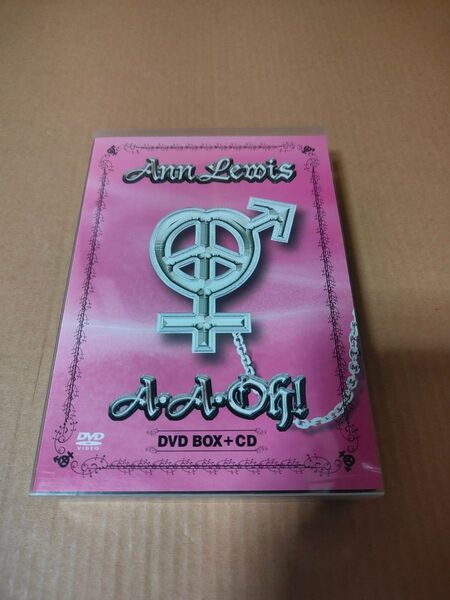 Ann Lewis
A·A·Oh!
DVD BOX+CD
DVD
VIDEO